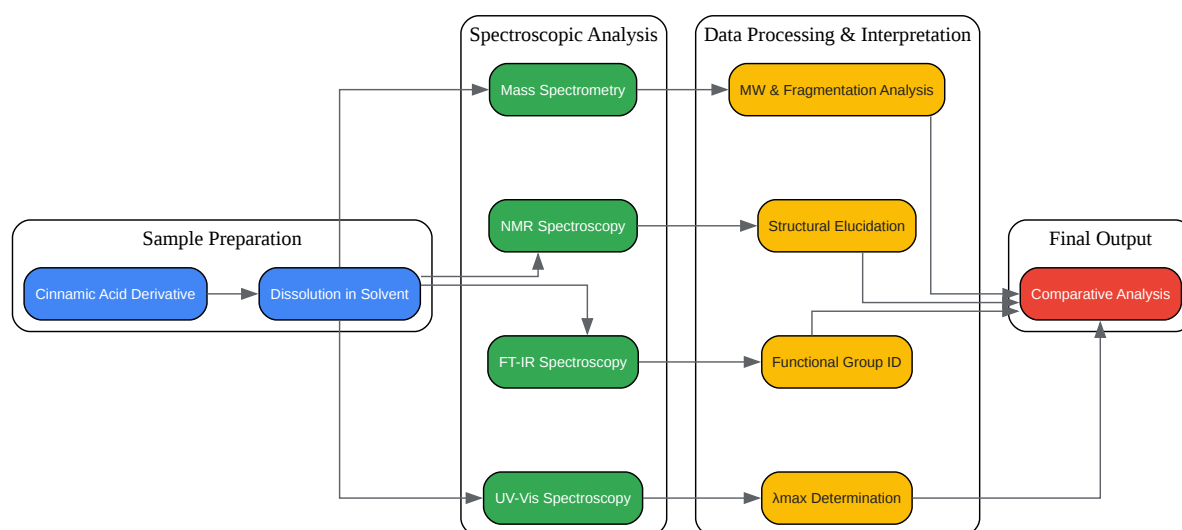 Spectroscopic Analysis
Data Processing & Interpretation
Mass Spectrometry
MW & Fragmentation Analysis
NMR Spectroscopy
Structural Elucidation
Sample Preparation
Final Output
Cinnamic Acid Derivative
Dissolution in Solvent
Comparative Analysis
FT-IR Spectroscopy
Functional Group ID
UV-Vis Spectroscopy
λmax Determination